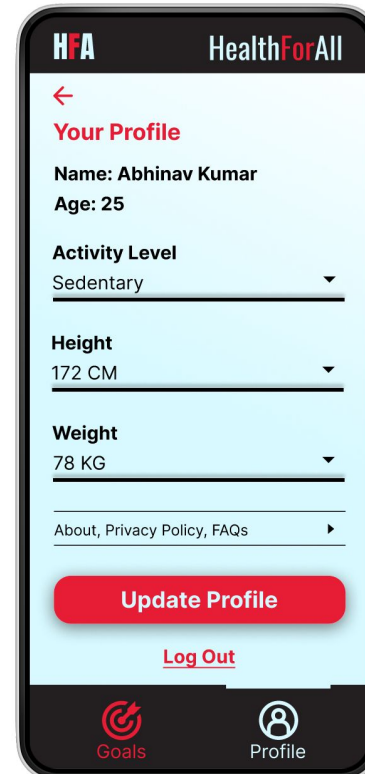 HFA HealthForAll
Your Profile
Name: Abhinav Kumar
Age: 25
Activity Level
Sedentary
Height
172 CM
Weight
78 KG
About, Privacy Policy, FAQs
Update Profile
Log Out
Goals Profile